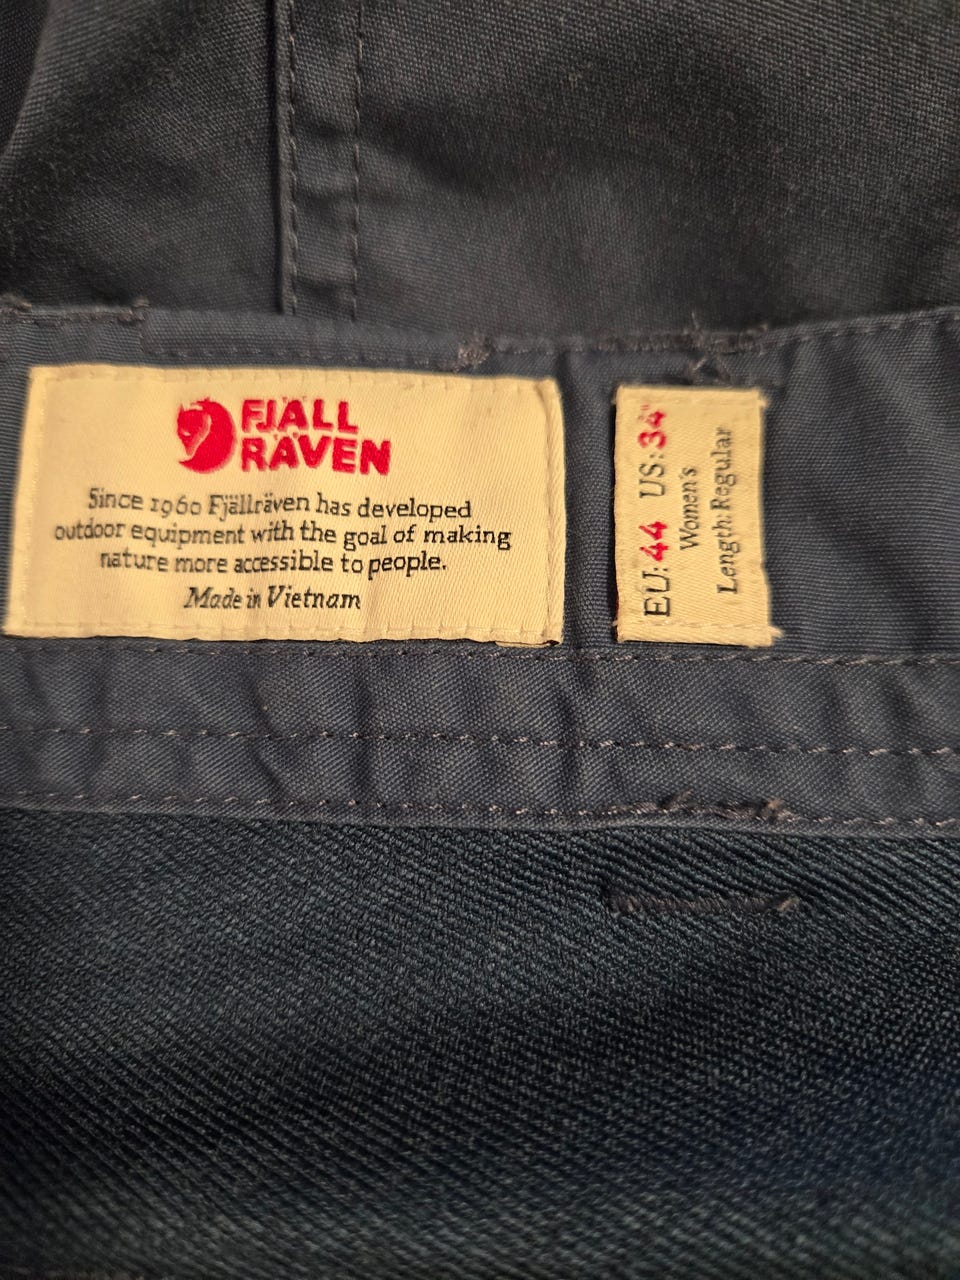 FJÄLL
RÄVEN
Since 1960 Fjällräven has developed
outdoor equipment with the goal of making
nature more accessible to people.
Made in Vietnam
EU: 44 US: 34"
Women's
Length: Regular